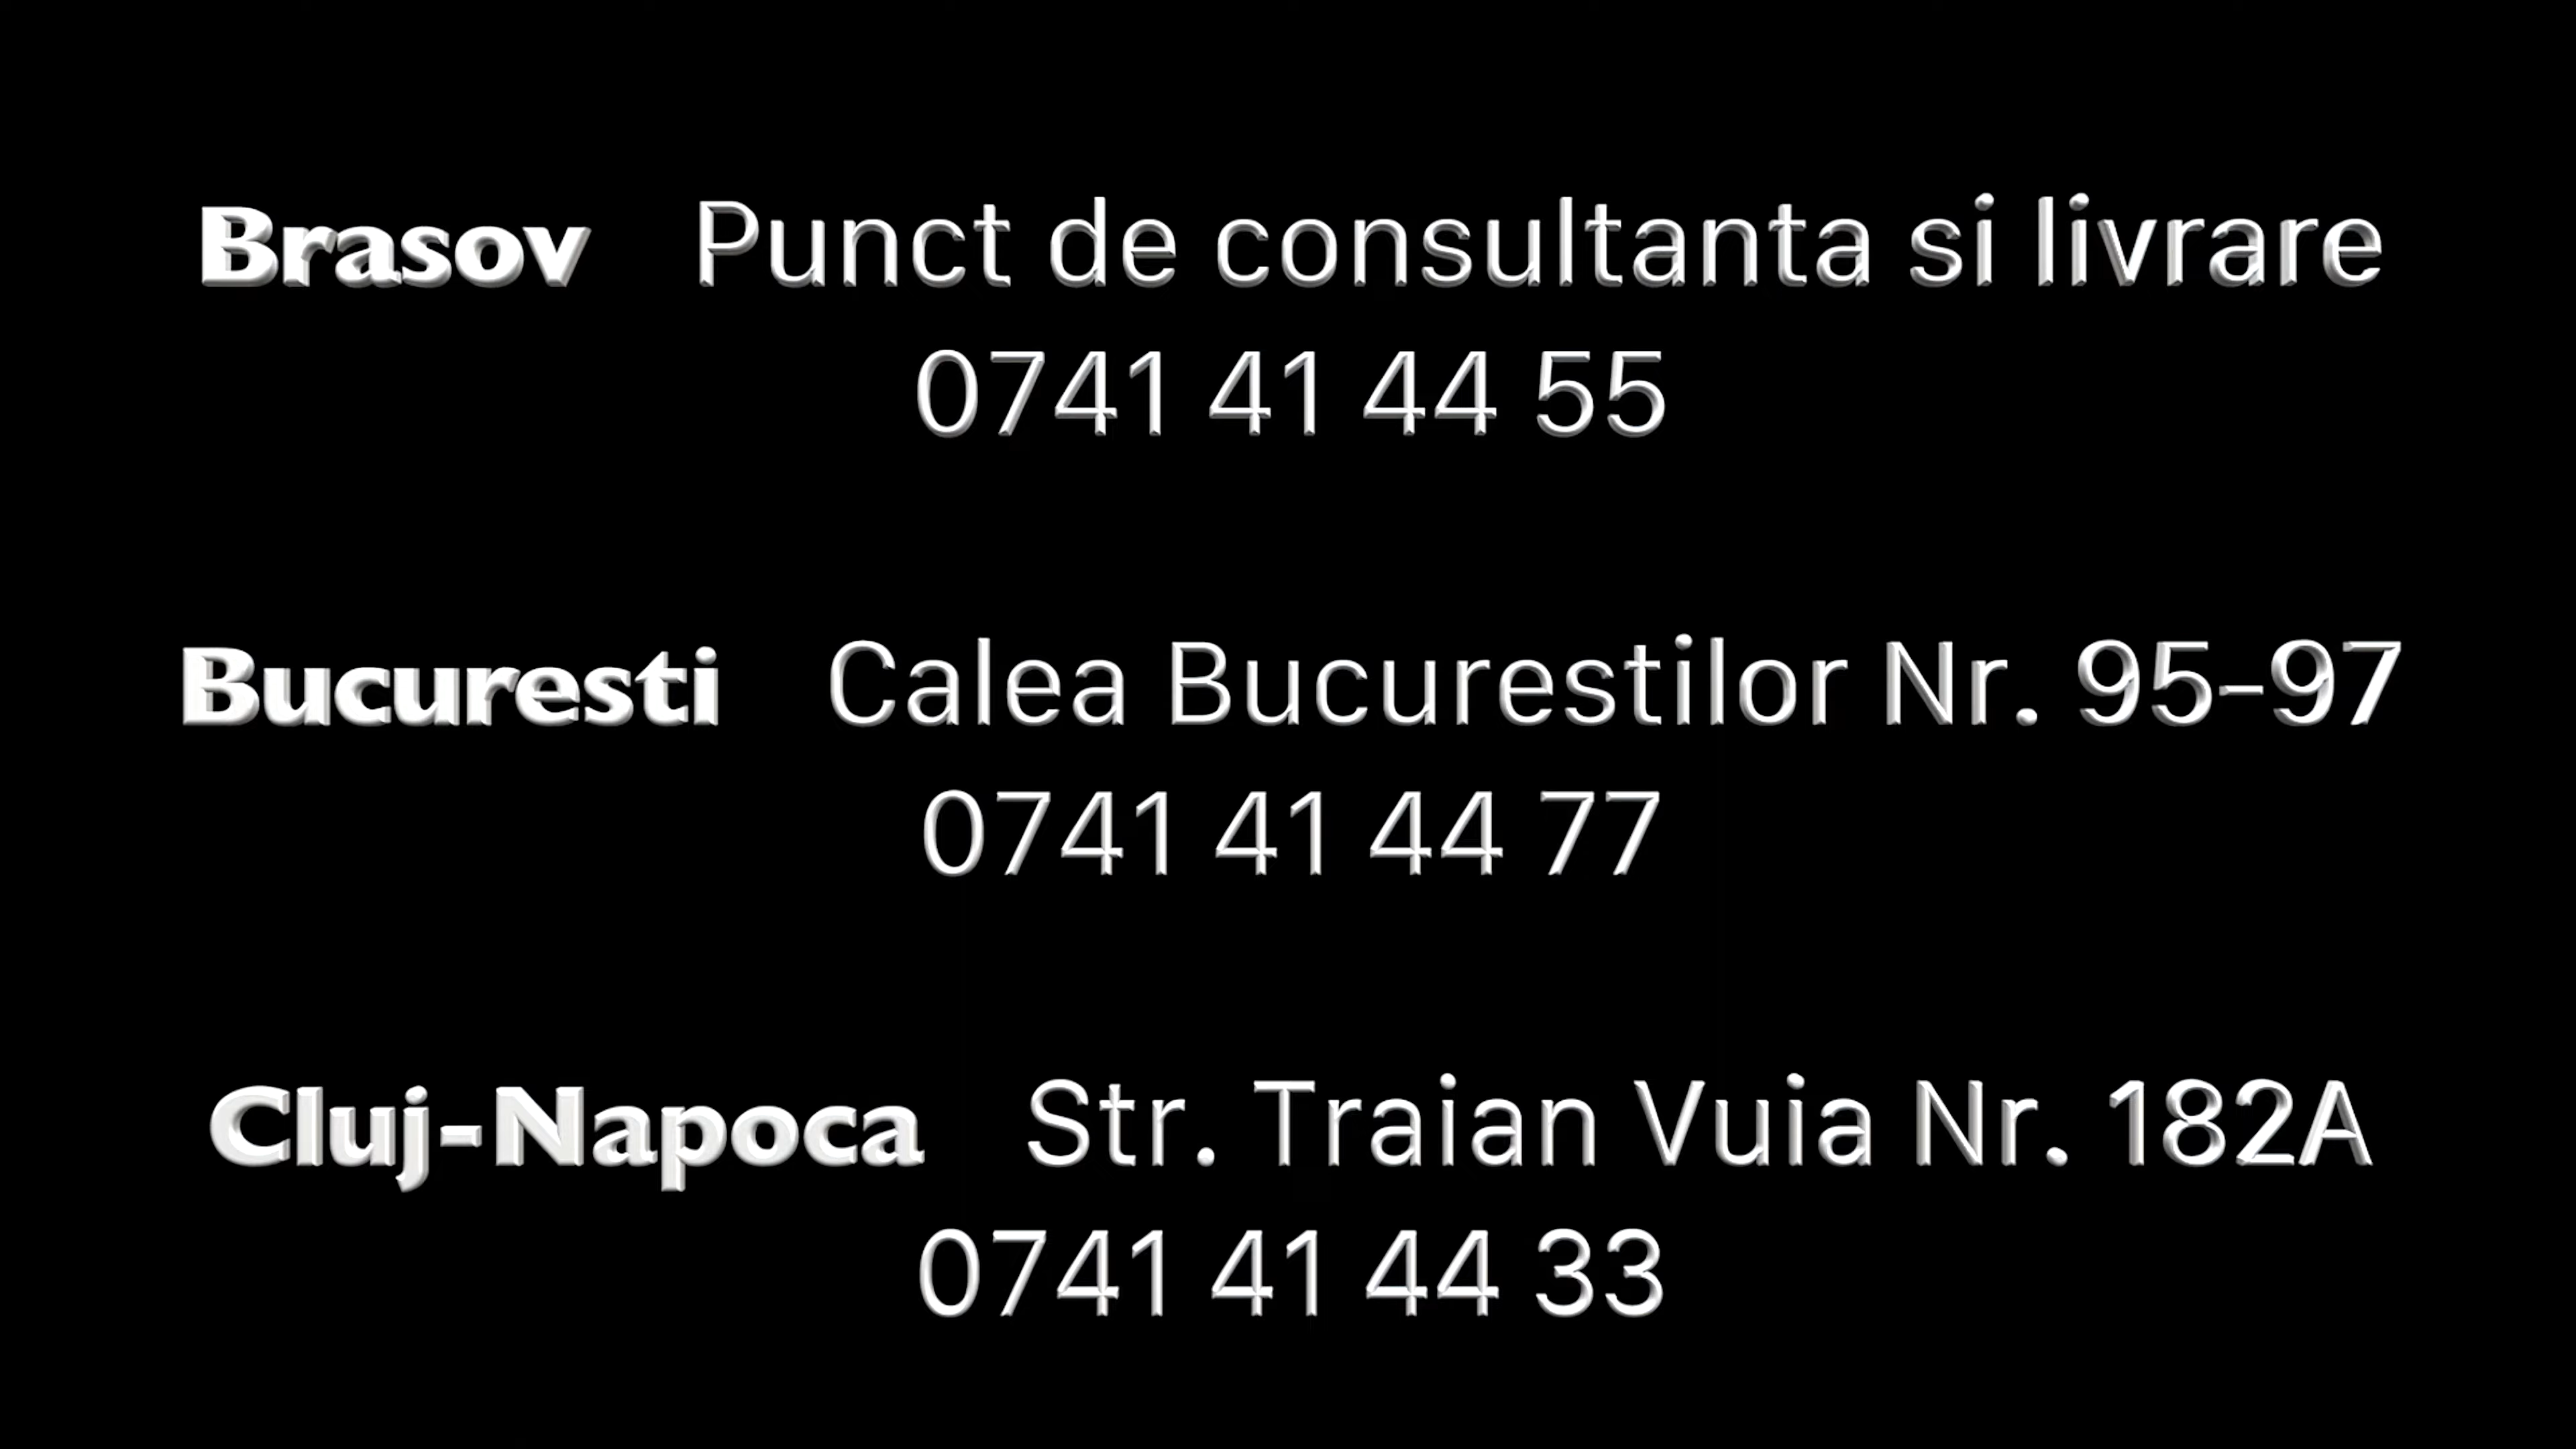 Brasov Punct de consultanta si livrare
0741 41 44 55
Bucuresti Calea Bucurestilor Nr. 95-97
0741 41 44 77
Cluj-Napoca Str. Traian Vuia Nr. 182A
0741 41 44 33